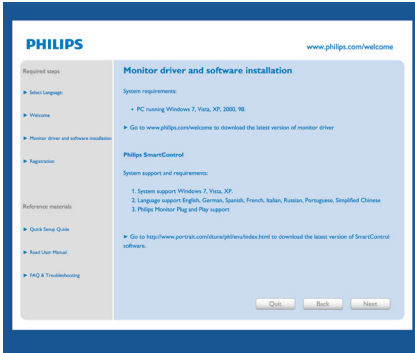 PHILIPS
www.philips.com/welcome
Required steps
▶ Select Language:
▶ Welcome
▶ Monitor driver and software installation
▶ Registration
Reference materials
▶ Quick Setup Quide
▶ Read User Manual
▶ FAQ & Troubleshooting
Monitor driver and software installation
System requirements:
• PC running Windows 7, Vista, XP, 2000, 98.
▶ Go to www.philips.com/welcome to download the latest version of monitor driver
Philips SmartControl
System support and requirements:
1. System support Windows 7, Vista, XP.
2. Language support English, German, Spanish, French, Italian, Russian, Portuguese, Simplified Chinese
3. Philips Monitor Plug and Play support
▶ Go to http://www.portrait.com/dtune/phl/enu/index.html to download the latest version of SmartControl
software.
Quit
Back
Next